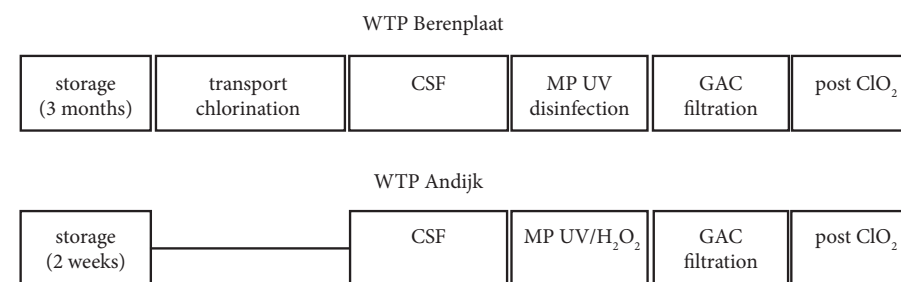 WTP Berenplaat
storage
(3 months)
transport
chlorination
CSF
MP UV
disinfection
GAC
filtration
post ClO₂
WTP Andijk
storage
(2 weeks)
CSF
MP UV/H₂O₂
GAC
filtration
post ClO₂